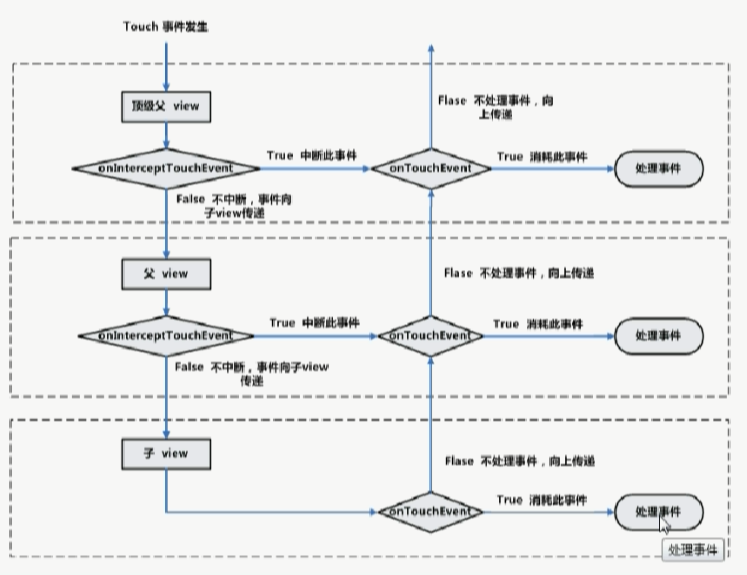 Touch 事件发生
顶级父 view
onInterceptTouchEvent
True 中断此事件
onTouchEvent
True 消耗此事件
处理事件
Flase 不处理事件，向
上传递
False 不中断，事件向
子view传递
父 view
onInterceptTouchEvent
True 中断此事件
onTouchEvent
True 消耗此事件
处理事件
Flase 不处理事件，向上传递
False 不中断，事件向子view
传递
子 view
Flase 不处理事件，向上传递
onTouchEvent
True 消耗此事件
处理事件
处理事件